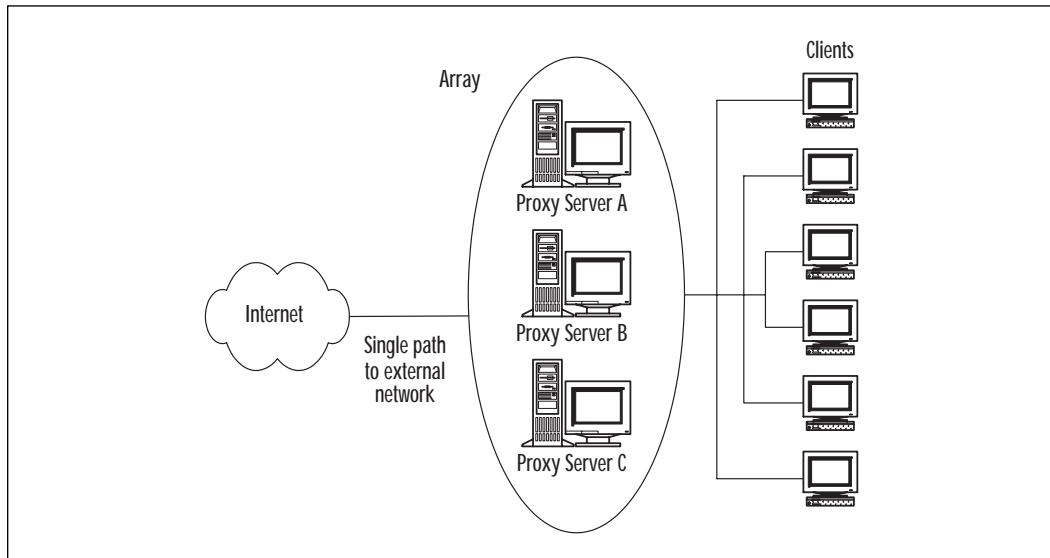 Clients
Array
Proxy Server A
Internet
Proxy Server B
Single path
to external
network
Proxy Server C